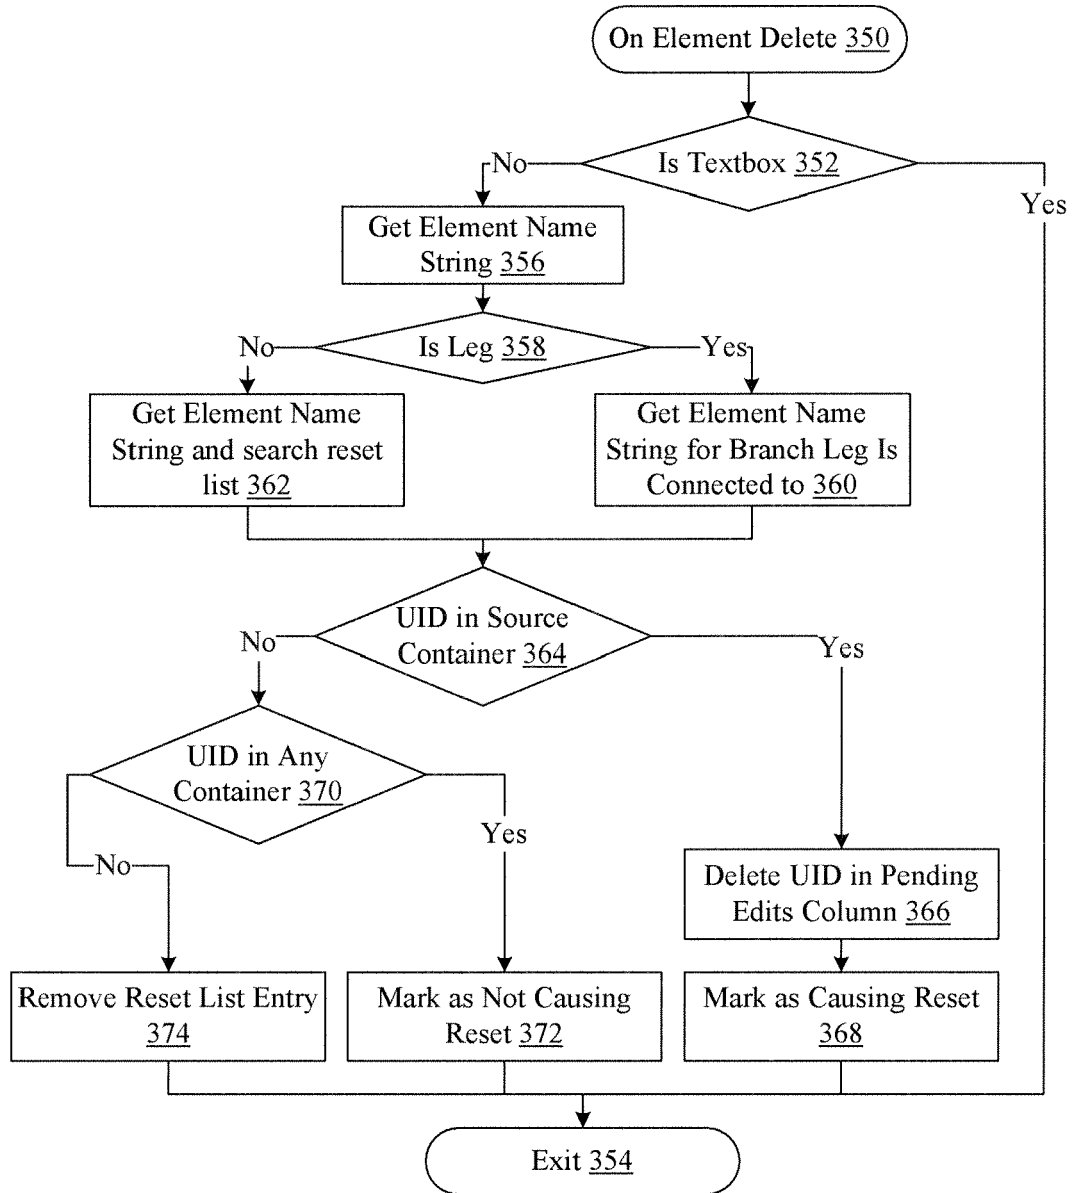 On Element Delete 350
Is Textbox 352
No
Yes
Get Element Name
String 356
Is Leg 358
No
Yes
Get Element Name
String and search reset
list 362
Get Element Name
String for Branch Leg Is
Connected to 360
UID in Source
Container 364
No
Yes
UID in Any
Container 370
No
Yes
Delete UID in Pending
Edits Column 366
Remove Reset List Entry
374
Mark as Not Causing
Reset 372
Mark as Causing Reset
368
Exit 354